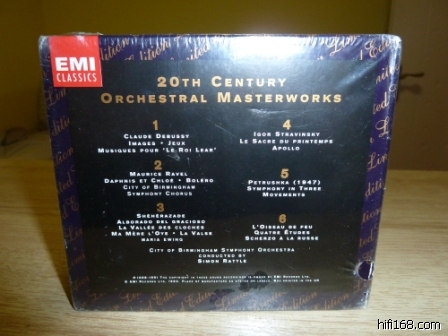 EMI
CLASSICS
20TH CENTURY
ORCHESTRAL MASTERWORKS
1
CLAUDE DEBUSSY
IMAGES · JEUX
MUSIQUES POUR 'LE ROI LEAR'
2
MAURICE RAVEL
DAPHNIS ET CHLOÉ · BOLÉRO
CITY OF BIRMINGHAM
SYMPHONY CHORUS
3
SHÉHÉRAZADE
ALBORADO DEL GRACIOSO
LA VALLÉE DES CLOCHES
MA MÈRE L'OYE · LA VALSE
MARIA EWING
4
IGOR STRAVINSKY
LE SACRE DU PRINTEMPS
APOLLO
5
PETRUSHKA (1947)
SYMPHONY IN THREE
MOVEMENTS
6
L'OISEAU DE FEU
QUATRE ÉTUDES
SCHERZO À LA RUSSE
CITY OF BIRMINGHAM SYMPHONY ORCHESTRA
CONDUCTED BY
SIMON RATTLE
hifi168.com